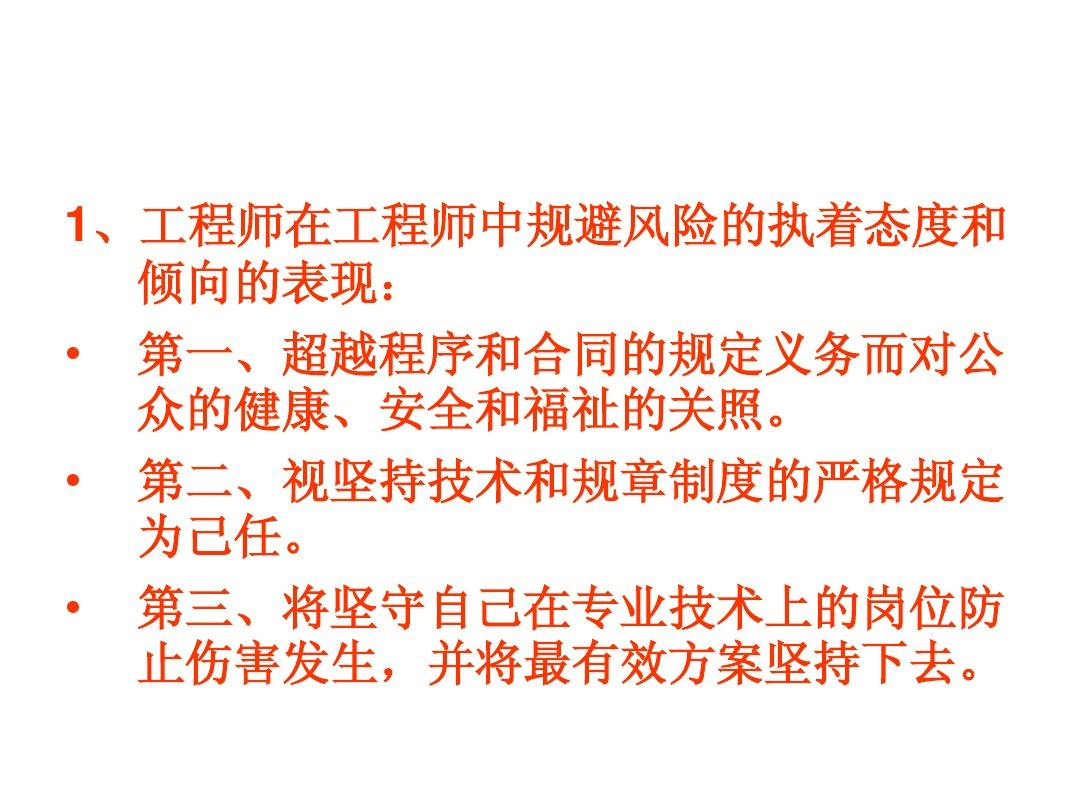 1、工程师在工程师中规避风险的执着态度和
倾向的表现：
• 第一、超越程序和合同的规定义务而对公
众的健康、安全和福祉的关照。
• 第二、视坚持技术和规章制度的严格规定
为己任。
• 第三、将坚守自己在专业技术上的岗位防
止伤害发生，并将最有效方案坚持下去。